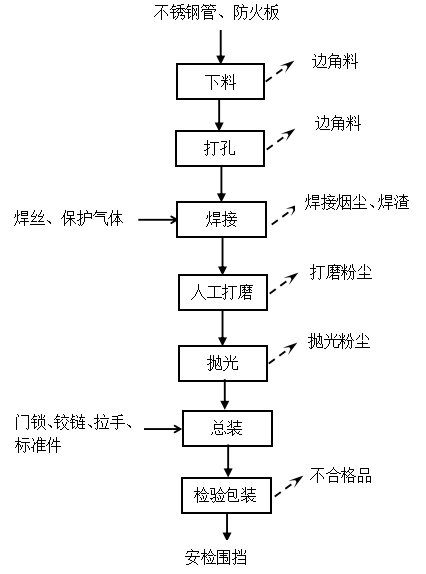 不锈钢管、防火板
下料
边角料
打孔
边角料
焊丝、保护气体
焊接
焊接烟尘、焊渣
人工打磨
打磨粉尘
抛光
抛光粉尘
门锁、铰链、拉手、
标准件
总装
检验包装
不合格品
安检围挡